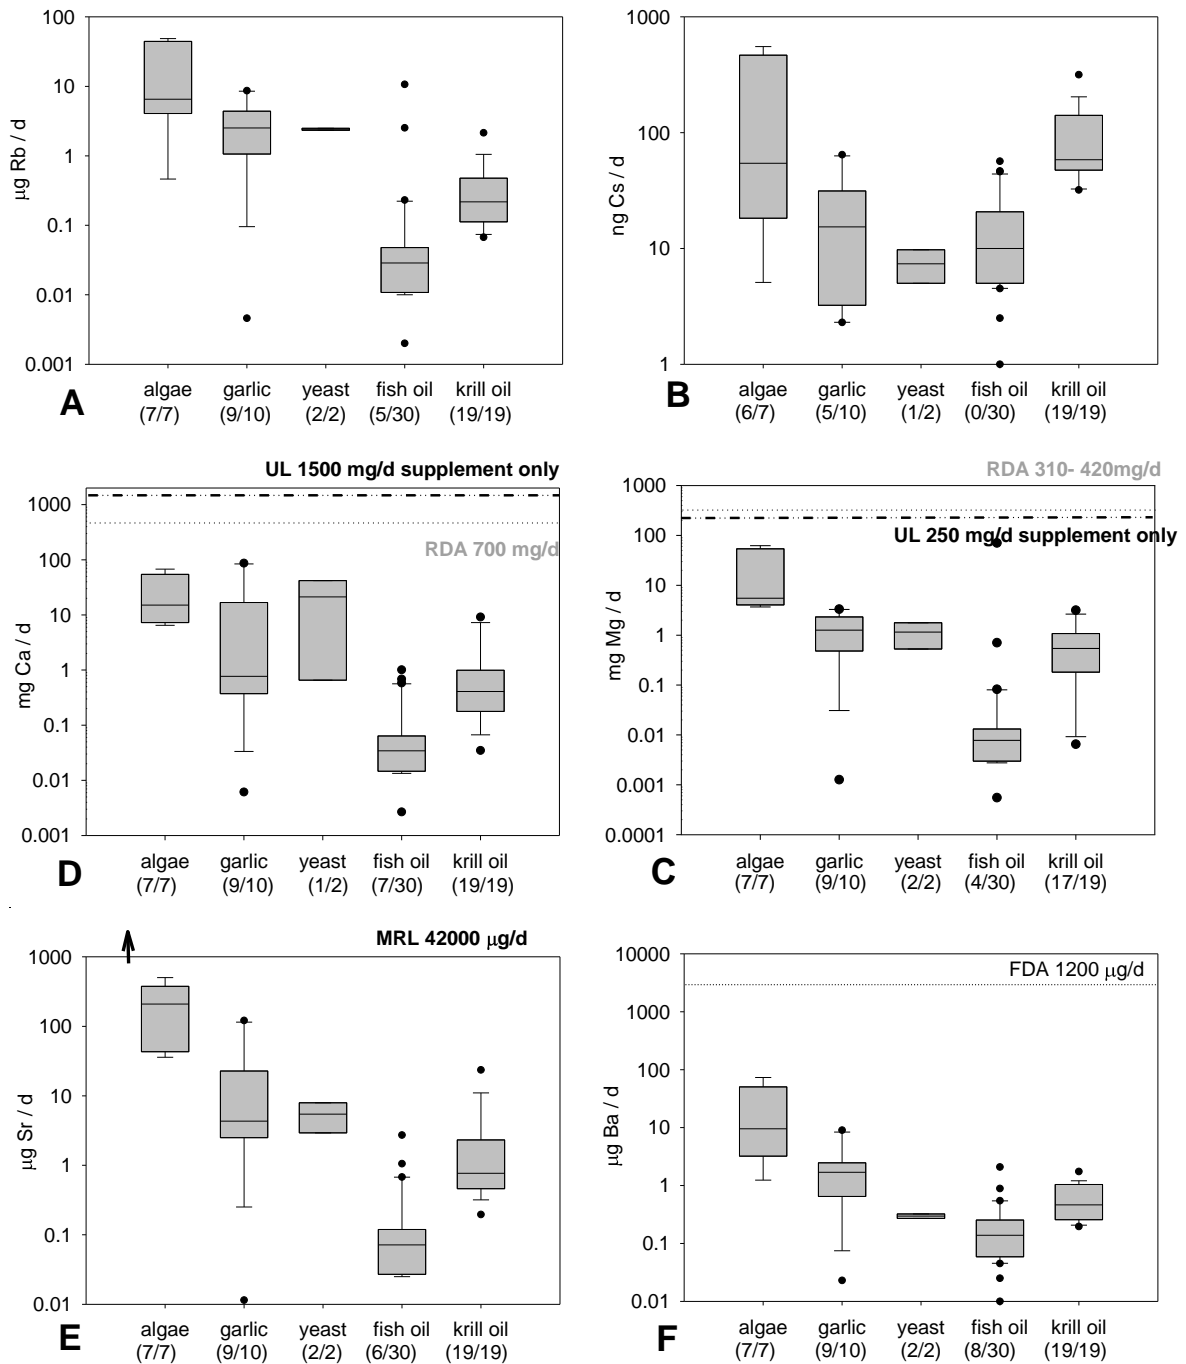 100
10
1
0.1
0.01
0.001
µg Rb / d
algae garlic yeast fish oil krill oil
(7/7) (9/10) (2/2) (5/30) (19/19)
A
1000
100
10
1
ng Cs / d
algae garlic yeast fish oil krill oil
(6/7) (5/10) (1/2) (0/30) (19/19)
B
UL 1500 mg/d supplement only
1000
RDA 700 mg/d
100
10
1
0.1
0.01
0.001
mg Ca / d
algae garlic yeast fish oil krill oil
(7/7) (9/10) (1/2) (7/30) (19/19)
D
RDA 310- 420mg/d
1000
UL 250 mg/d supplement only
100
10
1
0.1
0.01
0.001
0.0001
mg Mg / d
algae garlic yeast fish oil krill oil
(7/7) (9/10) (2/2) (4/30) (17/19)
C
MRL 42000 µg/d
1000
100
10
1
0.1
0.01
µg Sr / d
algae garlic yeast fish oil krill oil
(7/7) (9/10) (2/2) (6/30) (19/19)
E
10000
FDA 1200 µg/d
1000
100
10
1
0.1
0.01
µg Ba / d
algae garlic yeast fish oil krill oil
(7/7) (9/10) (2/2) (8/30) (19/19)
F